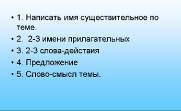 • 1. Написать имя существительное по
теме.
• 2. 2-3 имени прилагательных
• 3. 2-3 слова-действия
• 4. Предложение
• 5. Слово-смысл темы.